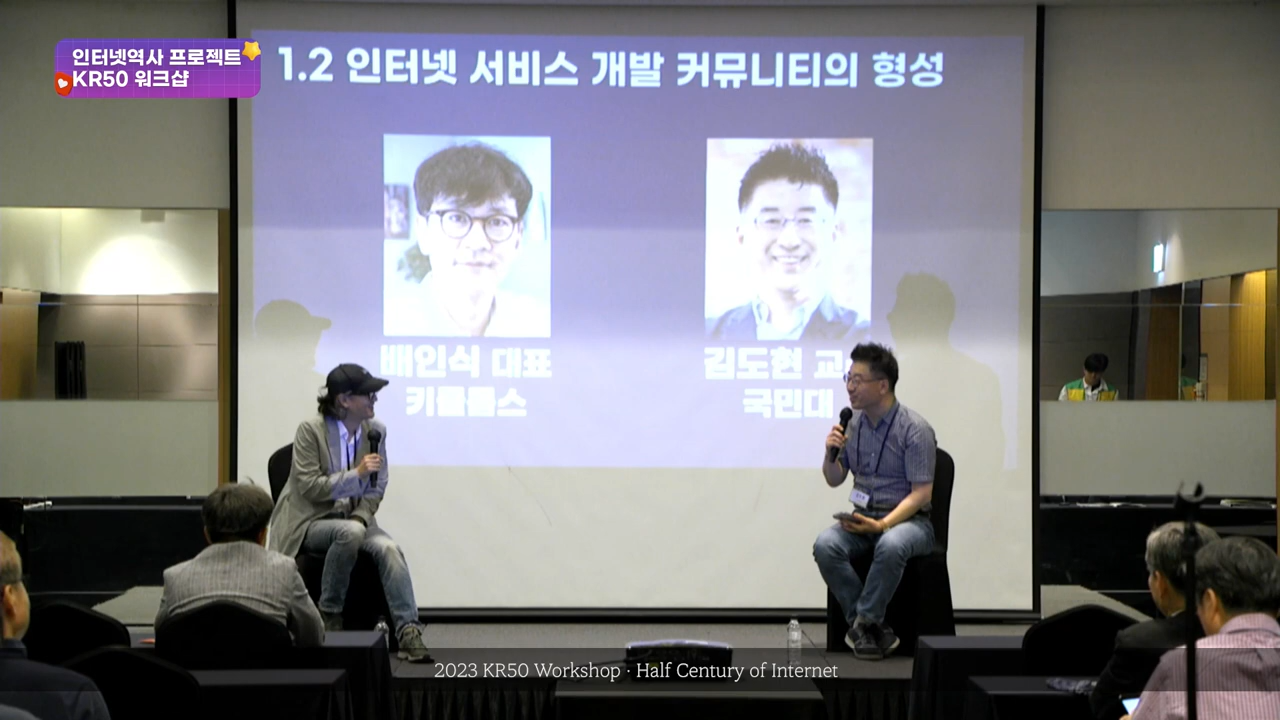 인터넷역사 프로젝트
KR50 워크샵
1.2 인터넷 서비스 개발 커뮤니티의 형성
배인식 대표
키클롭스
김도현 교
국민대
2023 KR50 Workshop · Half Century of Internet